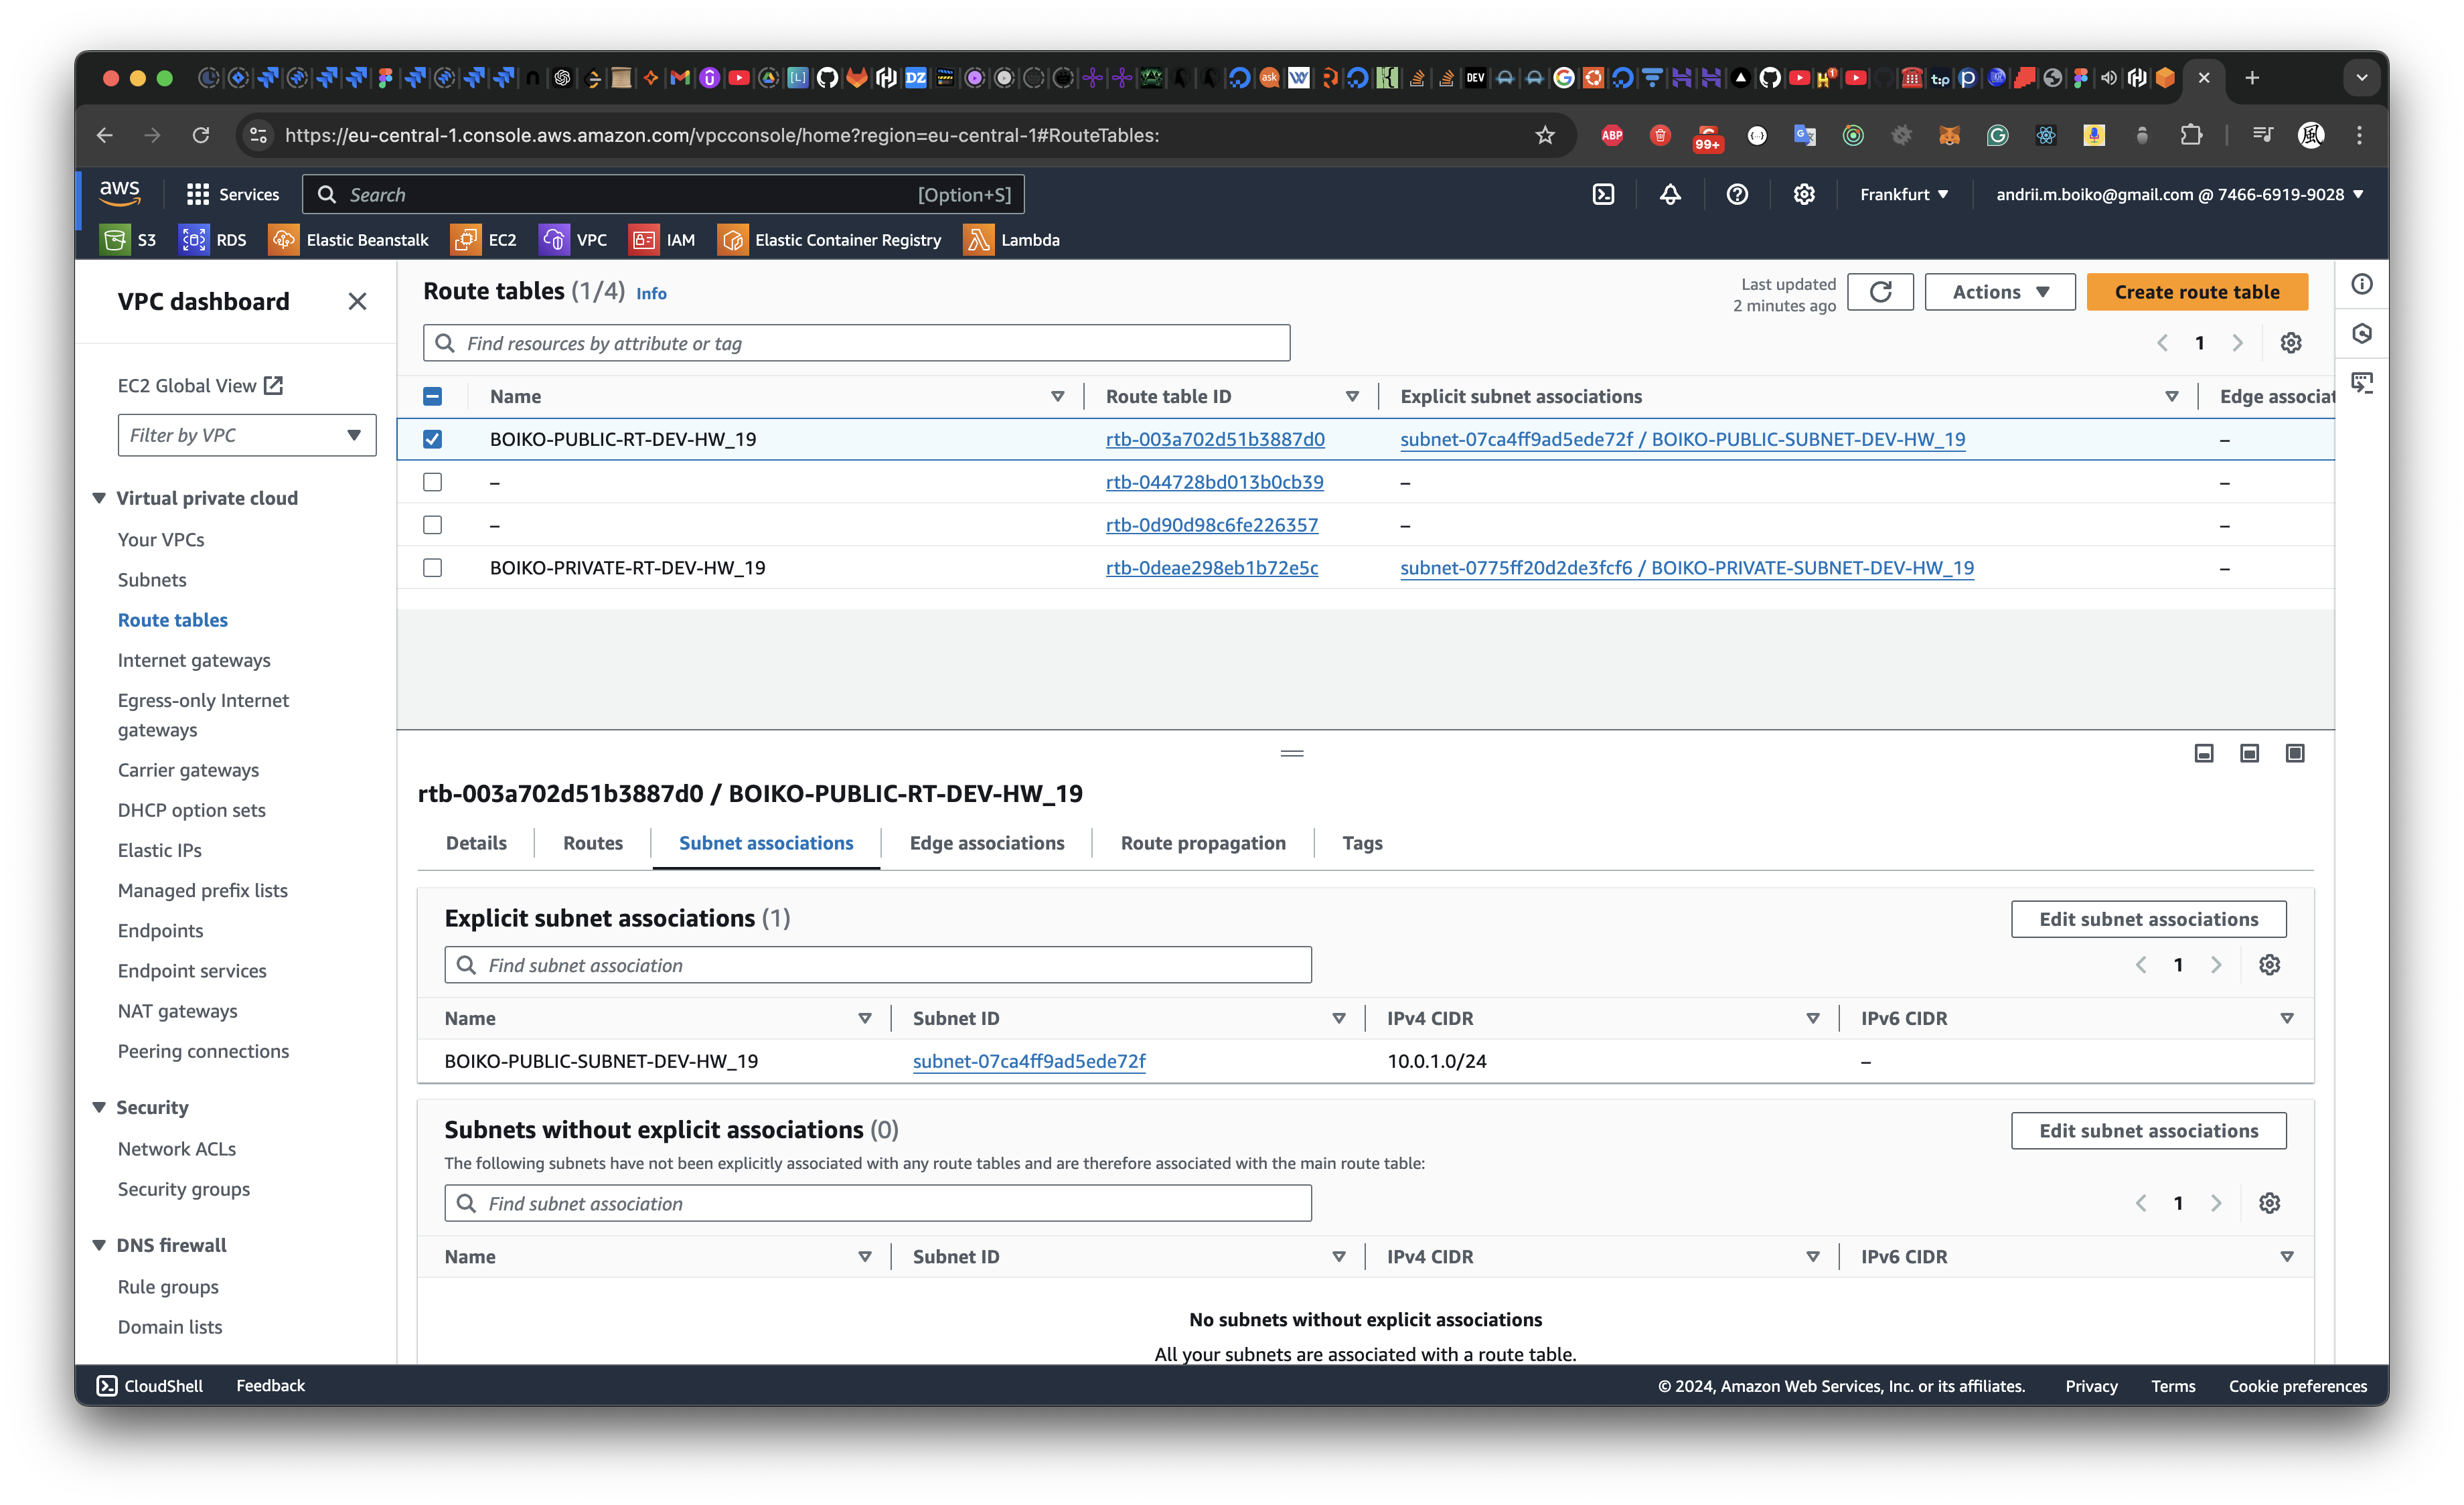 https://eu-central-1.console.aws.amazon.com/vpcconsole/home?region=eu-central-1#RouteTables:
ABP
99+
aws
Services
Search
[Option+S]
Frankfurt
andrii.m.boiko@gmail.com @ 7466-6919-9028
S3
RDS
Elastic Beanstalk
EC2
VPC
IAM
Elastic Container Registry
Lambda
VPC dashboard
EC2 Global View
Filter by VPC
Virtual private cloud
Your VPCs
Subnets
Route tables
Internet gateways
Egress-only Internet
gateways
Carrier gateways
DHCP option sets
Elastic IPs
Managed prefix lists
Endpoints
Endpoint services
NAT gateways
Peering connections
Security
Network ACLs
Security groups
DNS firewall
Rule groups
Domain lists
Route tables (1/4) Info
Last updated
2 minutes ago
Actions
Create route table
Find resources by attribute or tag
1
Name Route table ID Explicit subnet associations Edge associat
BOIKO-PUBLIC-RT-DEV-HW_19 rtb-003a702d51b3887d0 subnet-07ca4ff9ad5ede72f / BOIKO-PUBLIC-SUBNET-DEV-HW_19 –
– rtb-044728bd013b0cb39 – –
– rtb-0d90d98c6fe226357 – –
BOIKO-PRIVATE-RT-DEV-HW_19 rtb-0deae298eb1b72e5c subnet-0775ff20d2de3fcf6 / BOIKO-PRIVATE-SUBNET-DEV-HW_19 –
rtb-003a702d51b3887d0 / BOIKO-PUBLIC-RT-DEV-HW_19
Details Routes Subnet associations Edge associations Route propagation Tags
Explicit subnet associations (1)
Edit subnet associations
Find subnet association
1
Name Subnet ID IPv4 CIDR IPv6 CIDR
BOIKO-PUBLIC-SUBNET-DEV-HW_19 subnet-07ca4ff9ad5ede72f 10.0.1.0/24 –
Subnets without explicit associations (0)
Edit subnet associations
The following subnets have not been explicitly associated with any route tables and are therefore associated with the main route table:
Find subnet association
1
Name Subnet ID IPv4 CIDR IPv6 CIDR
No subnets without explicit associations
All your subnets are associated with a route table.
CloudShell
Feedback
© 2024, Amazon Web Services, Inc. or its affiliates.
Privacy
Terms
Cookie preferences